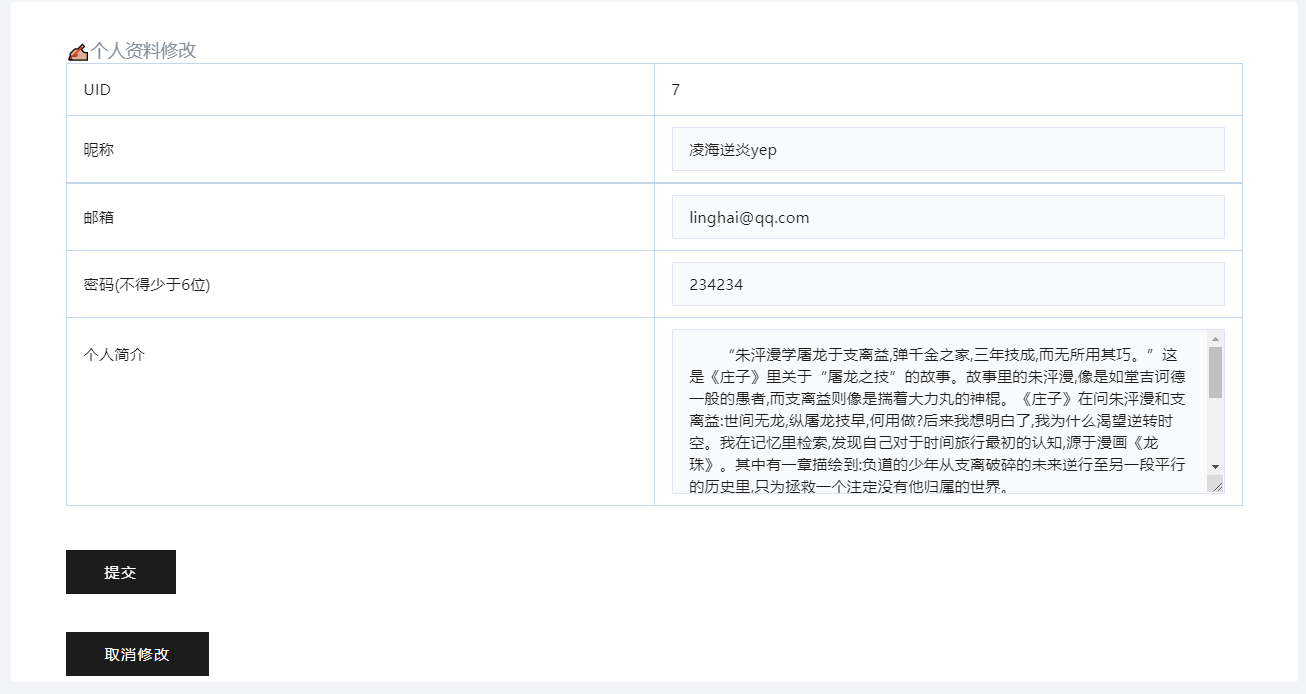 个人资料修改
UID
7
昵称
凌海逆炎yep
邮箱
linghai@qq.com
密码(不得少于6位)
234234
个人简介
“朱泙漫学屠龙于支离益,弹千金之家,三年技成,而无所用其巧。”这
是《庄子》里关于“屠龙之技”的故事。故事里的朱泙漫,像是如堂吉诃德
一般的愚者,而支离益则像是揣着大力丸的神棍。《庄子》在问朱泙漫和支
离益:世间无龙,纵屠龙技早,何用做?后来我想明白了,我为什么渴望逆转时
空。我在记忆里检索,发现自己对于时间旅行最初的认知,源于漫画《龙
珠》。其中有一章描绘到:负道的少年从支离破碎的未来逆行至另一段平行
的历史里,只为拯救一个注定没有他归属的世界。
提交
取消修改